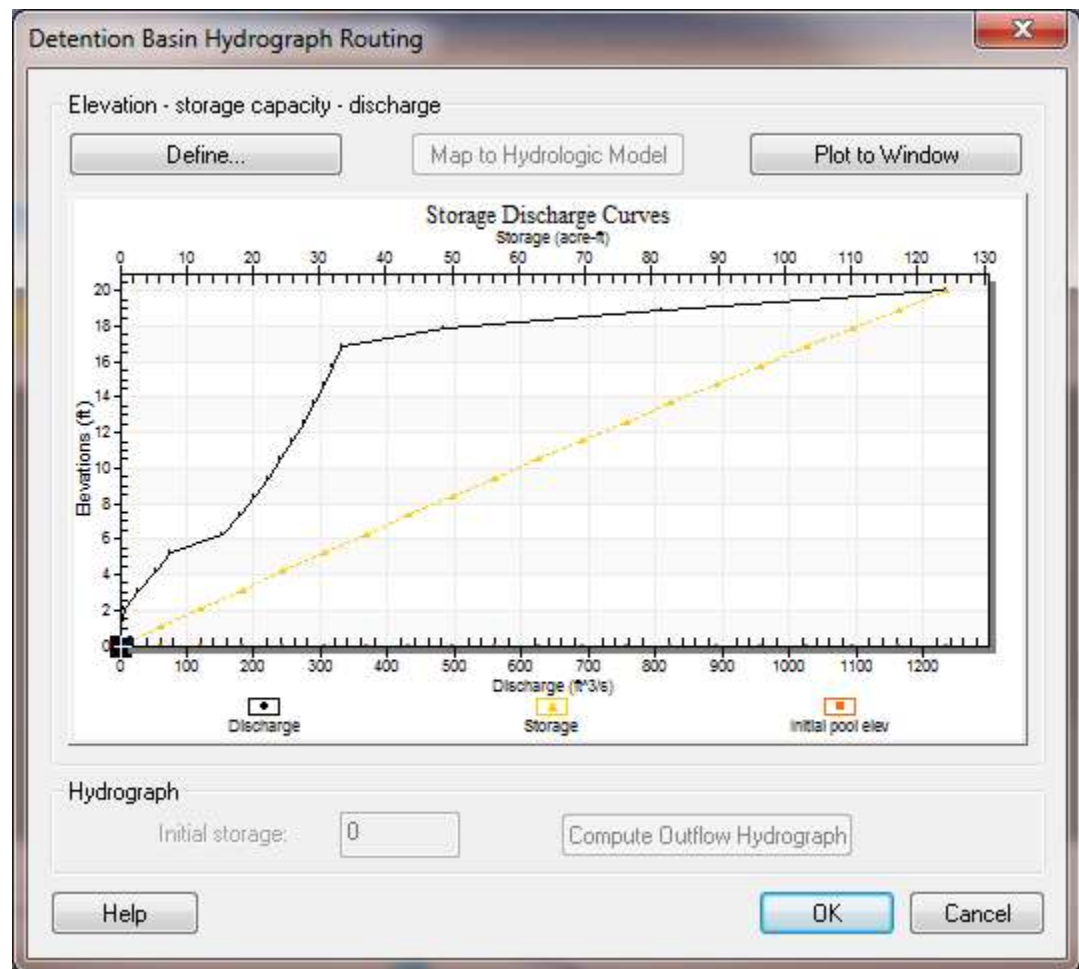 Detention Basin Hydrograph Routing
Elevation - storage capacity - discharge
Define...
Map to Hydrologic Model
Plot to Window
Storage Discharge Curves
Storage (acre-ft)
0 10 20 30 40 50 60 70 80 90 100 110 120 130
20
18
16
14
12
10
8
6
4
2
0
Elevations (ft)
0 100 200 300 400 500 600 700 800 900 1000 1100 1200
Discharge (ft^3/s)
Discharge
Storage
Initial pool elev
Hydrograph
Initial storage:
0
Compute Outflow Hydrograph
Help
OK
Cancel